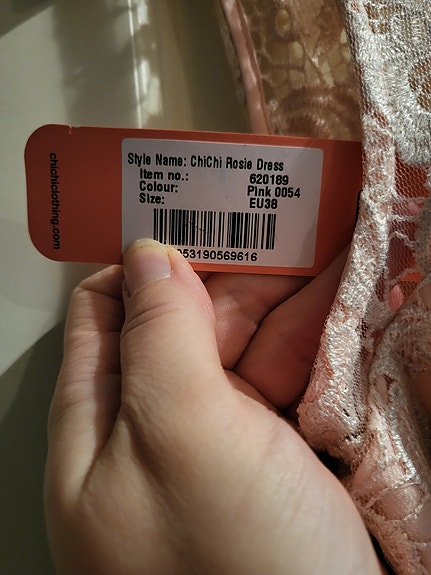 Style Name: ChiChi Rosie Dress
Item no.: 620189
Colour: Pink 0054
Size: EU38
53190569616
chichiclothing.com